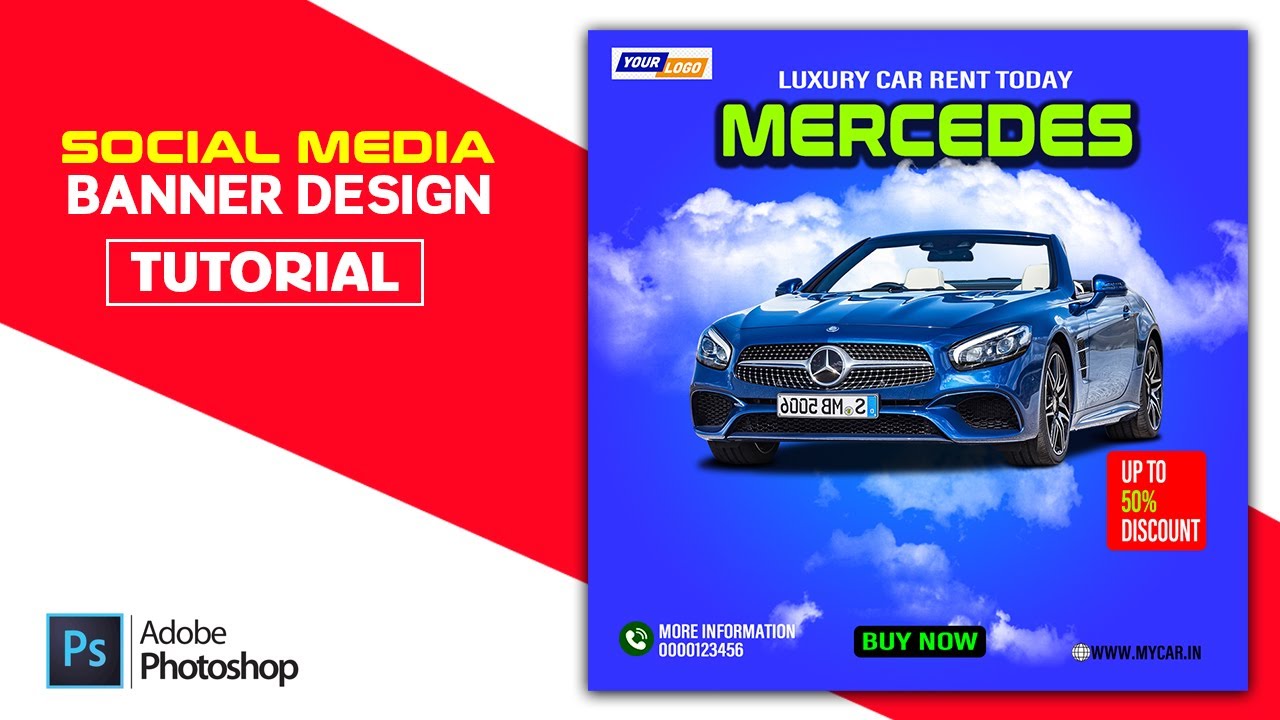 SOCIAL MEDIA
BANNER DESIGN
TUTORIAL
Ps
Adobe
Photoshop
YOUR LOGO
LUXURY CAR RENT TODAY
MERCEDES
S MB 5006
D
UP TO
50%
DISCOUNT
MORE INFORMATION
0000123456
BUY NOW
WWW.MYCAR.IN